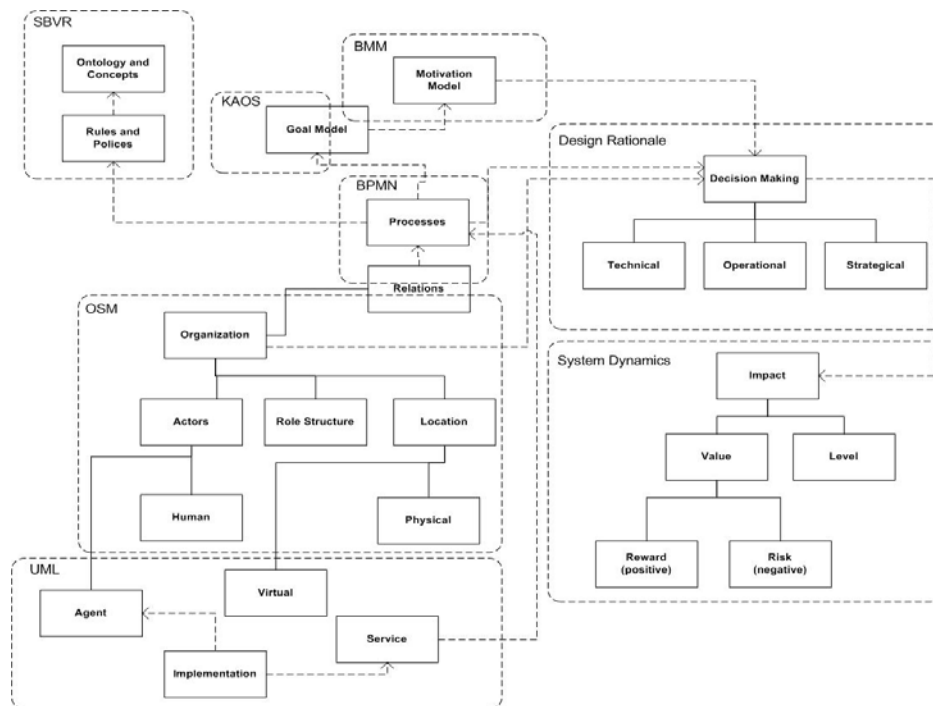 SBVR
Ontology and
Concepts
Rules and
Polices
BMM
Motivation
Model
KAOS
Goal Model
BPMN
Processes
Relations
Design Rationale
Decision Making
Technical
Operational
Strategical
OSM
Organization
Actors
Role Structure
Location
Human
Physical
System Dynamics
Impact
Value
Level
Reward
(positive)
Risk
(negative)
UML
Agent
Virtual
Service
Implementation